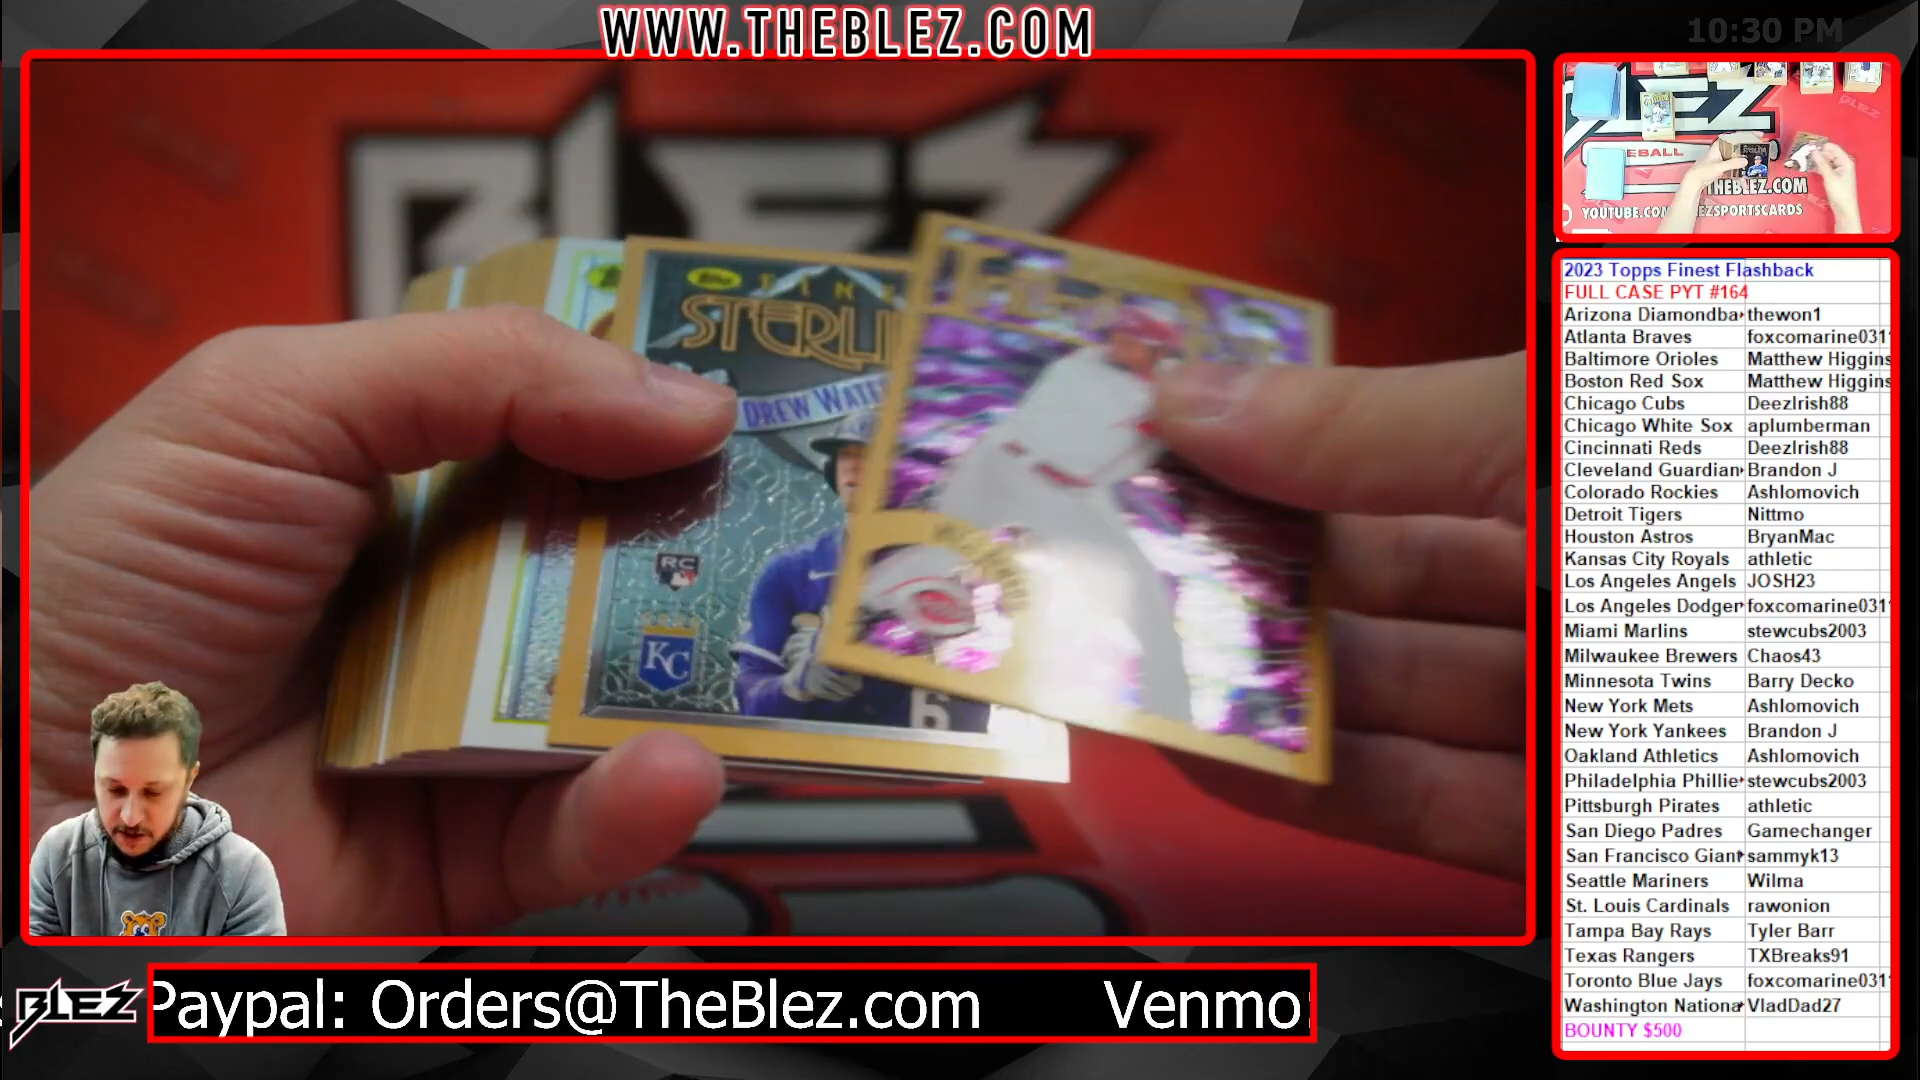 WWW.THEBLEZ.COM
10:30 PM
BLEZ
Topps FINE
STERLI
DREW WATE
RC
KC
6
EZ
EBALL
THEBLEZ.COM
YOUTUBE.COM
EZSPORTSCARDS
2023 Topps Finest Flashback
FULL CASE PYT #164
Arizona Diamondba thewon1
Atlanta Braves foxcomarine031
Baltimore Orioles Matthew Higgins
Boston Red Sox Matthew Higgins
Chicago Cubs DeezIrish88
Chicago White Sox aplumberman
Cincinnati Reds DeezIrish88
Cleveland Guardian Brandon J
Colorado Rockies Ashlomovich
Detroit Tigers Nittmo
Houston Astros BryanMac
Kansas City Royals athletic
Los Angeles Angels JOSH23
Los Angeles Dodger foxcomarine031
Miami Marlins stewcubs2003
Milwaukee Brewers Chaos43
Minnesota Twins Barry Decko
New York Mets Ashlomovich
New York Yankees Brandon J
Oakland Athletics Ashlomovich
Philadelphia Phillie stewcubs2003
Pittsburgh Pirates athletic
San Diego Padres Gamechanger
San Francisco Giant sammyk13
Seattle Mariners Wilma
St. Louis Cardinals rawonion
Tampa Bay Rays Tyler Barr
Texas Rangers TXBreaks91
Toronto Blue Jays foxcomarine031
Washington Nationa VladDad27
BOUNTY $500
BLEZ
Paypal: Orders@TheBlez.com Venmo: